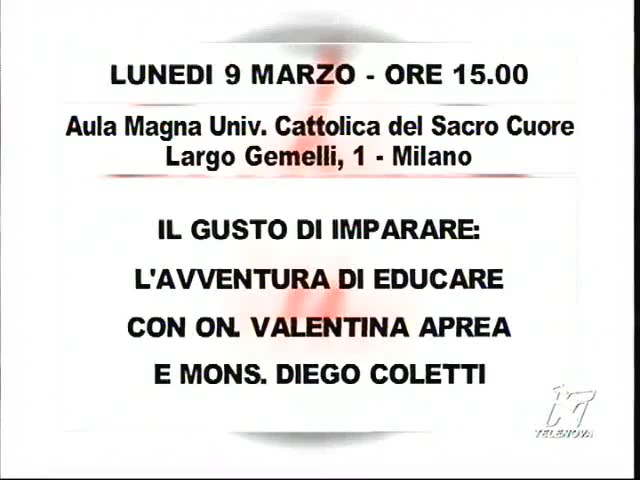 LUNEDI 9 MARZO - ORE 15.00
Aula Magna Univ. Cattolica del Sacro Cuore
Largo Gemelli, 1 - Milano
IL GUSTO DI IMPARARE:
L'AVVENTURA DI EDUCARE
CON ON. VALENTINA APREA
E MONS. DIEGO COLETTI
TELENOVA